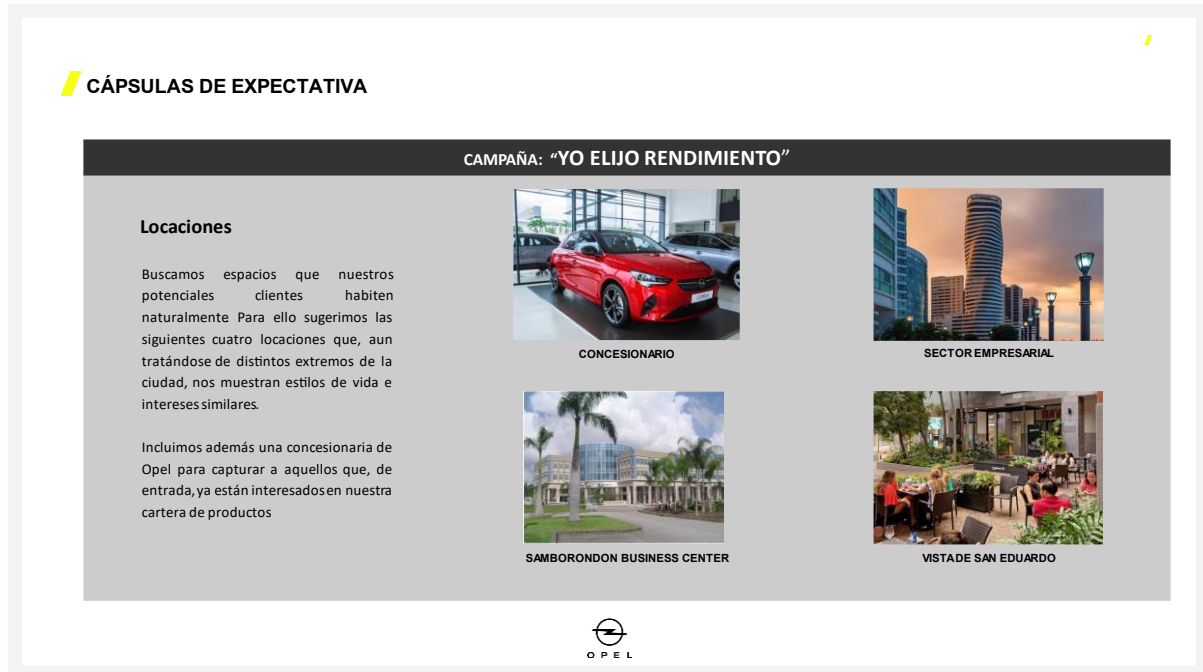 CÁPSULAS DE EXPECTATIVA
CAMPAÑA: “YO ELIJO RENDIMIENTO”
Locaciones
Buscamos espacios que nuestros
potenciales clientes habiten
naturalmente Para ello sugerimos las
siguientes cuatro locaciones que, aun
tratándose de distintos extremos de la
ciudad, nos muestran estilos de vida e
intereses similares.
Incluimos además una concesionaria de
Opel para capturar a aquellos que, de
entrada, ya están interesados en nuestra
cartera de productos
CONCESIONARIO
SECTOR EMPRESARIAL
SAMBORONDON BUSINESS CENTER
VISTA DE SAN EDUARDO
OPEL